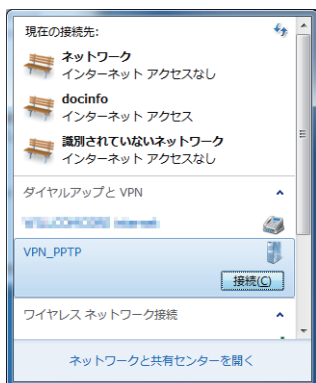 現在の接続先:
ネットワーク
インターネット アクセスなし
docinfo
インターネット アクセス
識別されていないネットワーク
インターネット アクセスなし
ダイヤルアップと VPN
VPN_PPTP
接続(C)
ワイヤレス ネットワーク接続
ネットワークと共有センターを開く